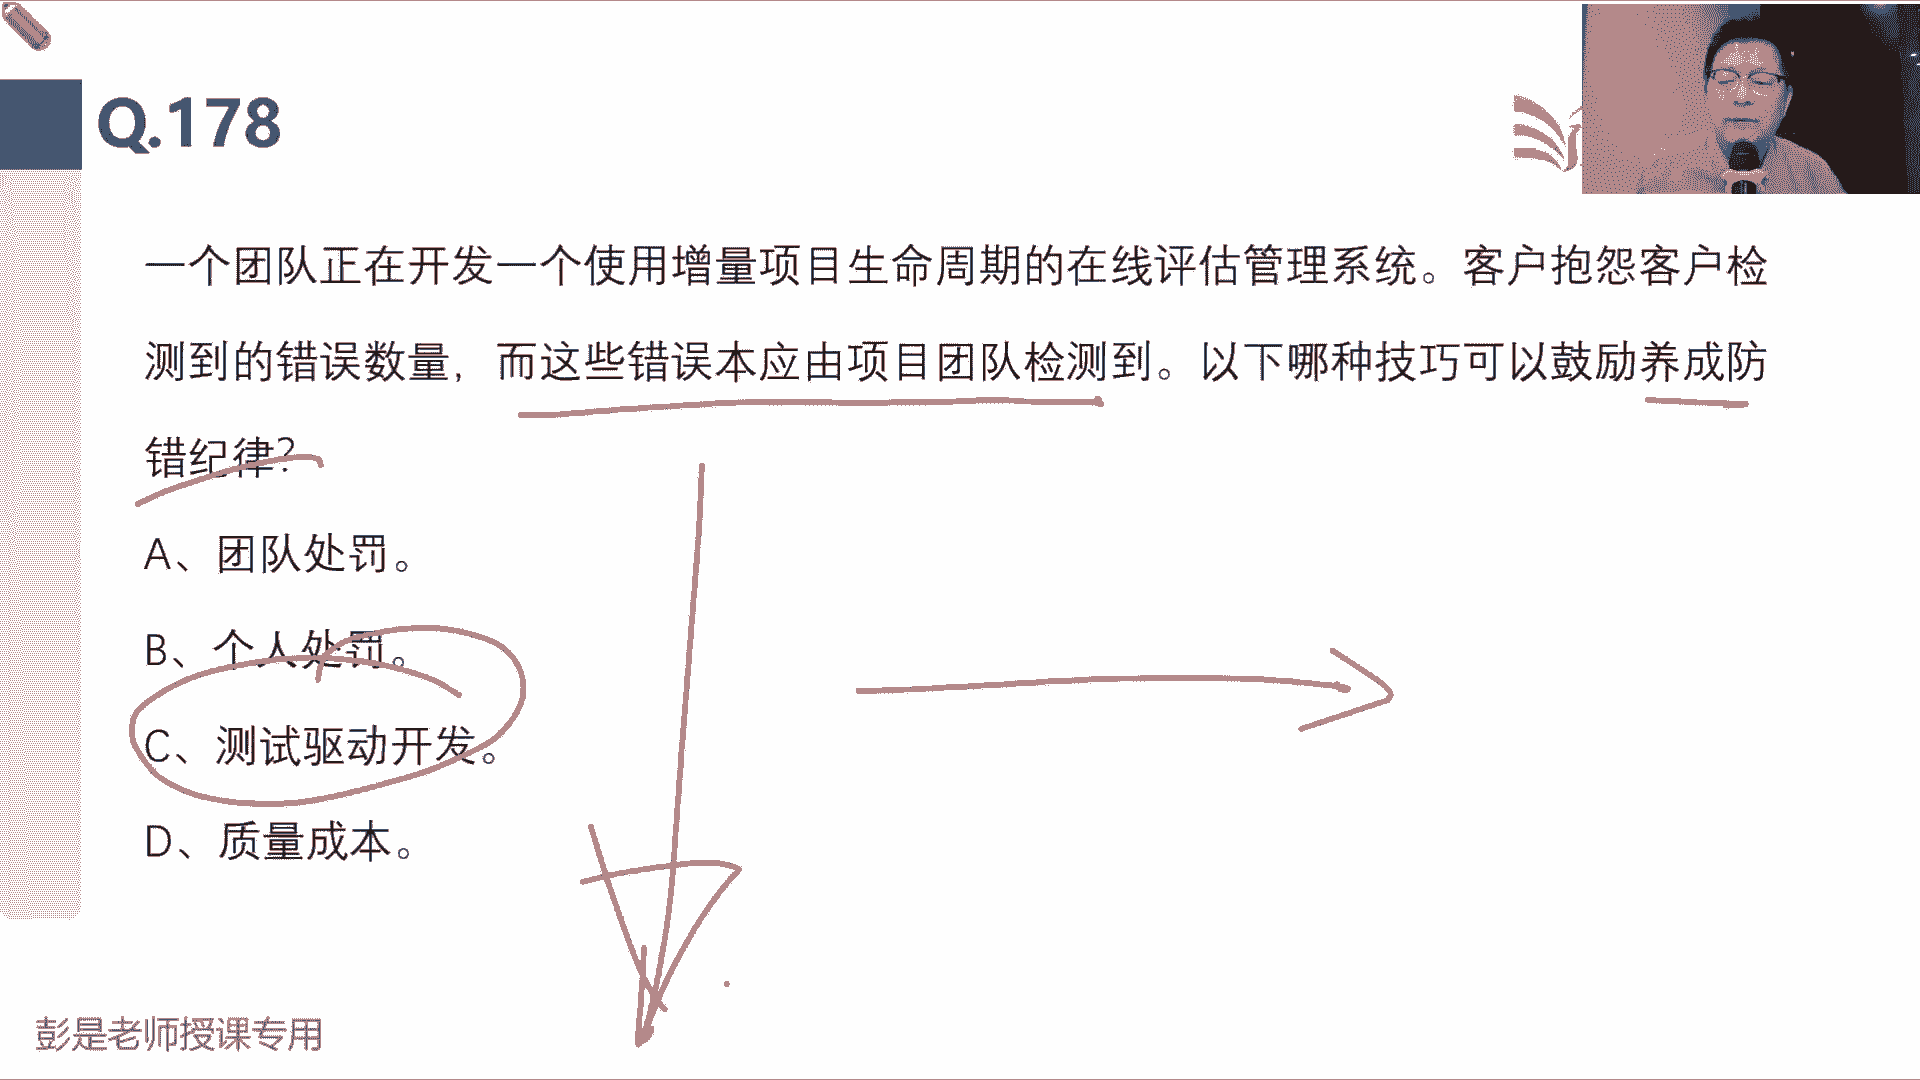 Q.178
一个团队正在开发一个使用增量项目生命周期的在线评估管理系统。客户抱怨客户检
测到的错误数量，而这些错误本应由项目团队检测到。以下哪种技巧可以鼓励养成防
错纪律？
A、团队处罚。
B、个人处罚。
C、测试驱动开发。
D、质量成本。
彭是老师授课专用